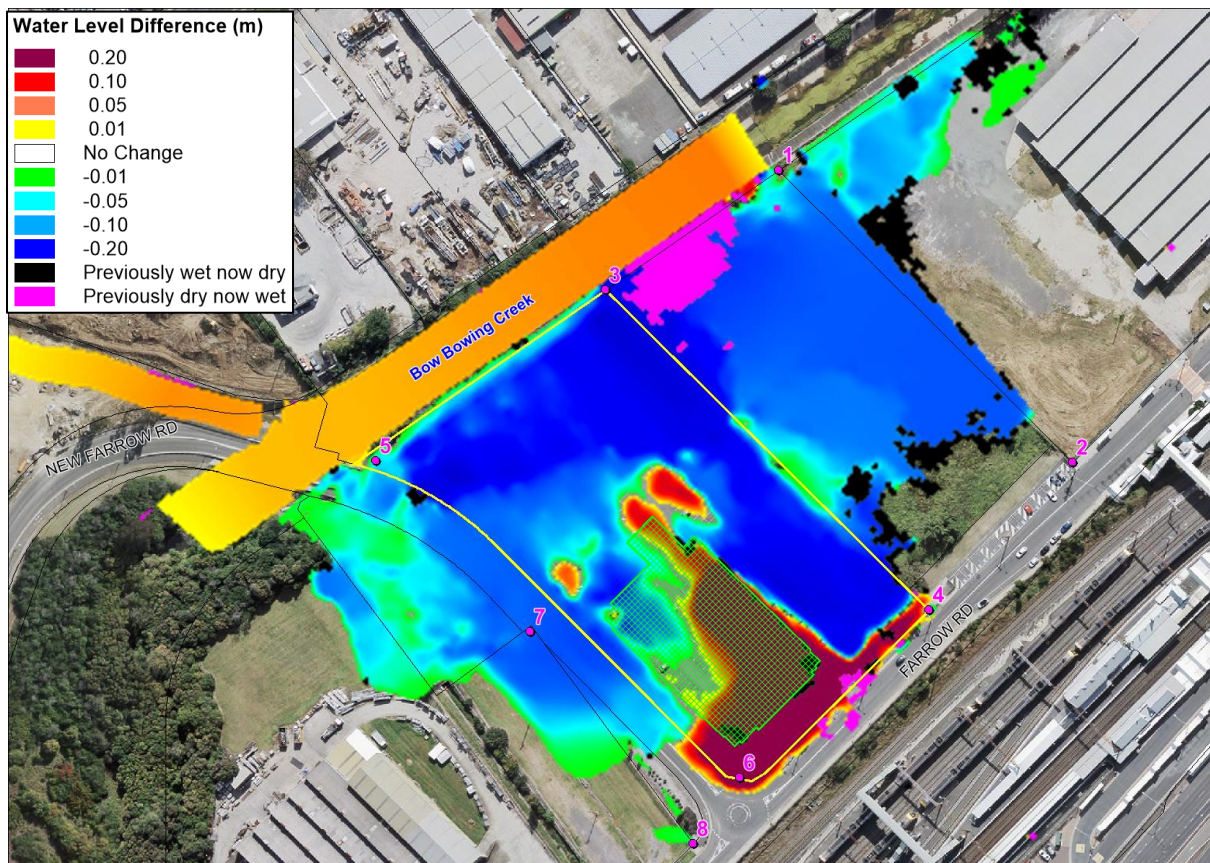 Water Level Difference (m)
0.20
0.10
0.05
0.01
No Change
-0.01
-0.05
-0.10
-0.20
Previously wet now dry
Previously dry now wet
1
3
Bow Bowing Creek
NEW FARROW RD
5
2
4
7
FARROW RD
6
8